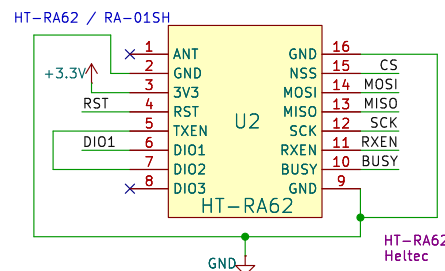 HT-RA62 / RA-01SH
1 ANT GND 16
2 GND NSS 15 CS
+3.3V 3 3V3 MOSI 14 MOSI
RST 4 RST MISO 13 MISO
5 TXEN U2 SCK 12 SCK
DIO1 6 DIO1 RXEN 11 RXEN
7 DIO2 BUSY 10 BUSY
8 DIO3 GND 9
HT-RA62
HT-RA62
Heltec
GND